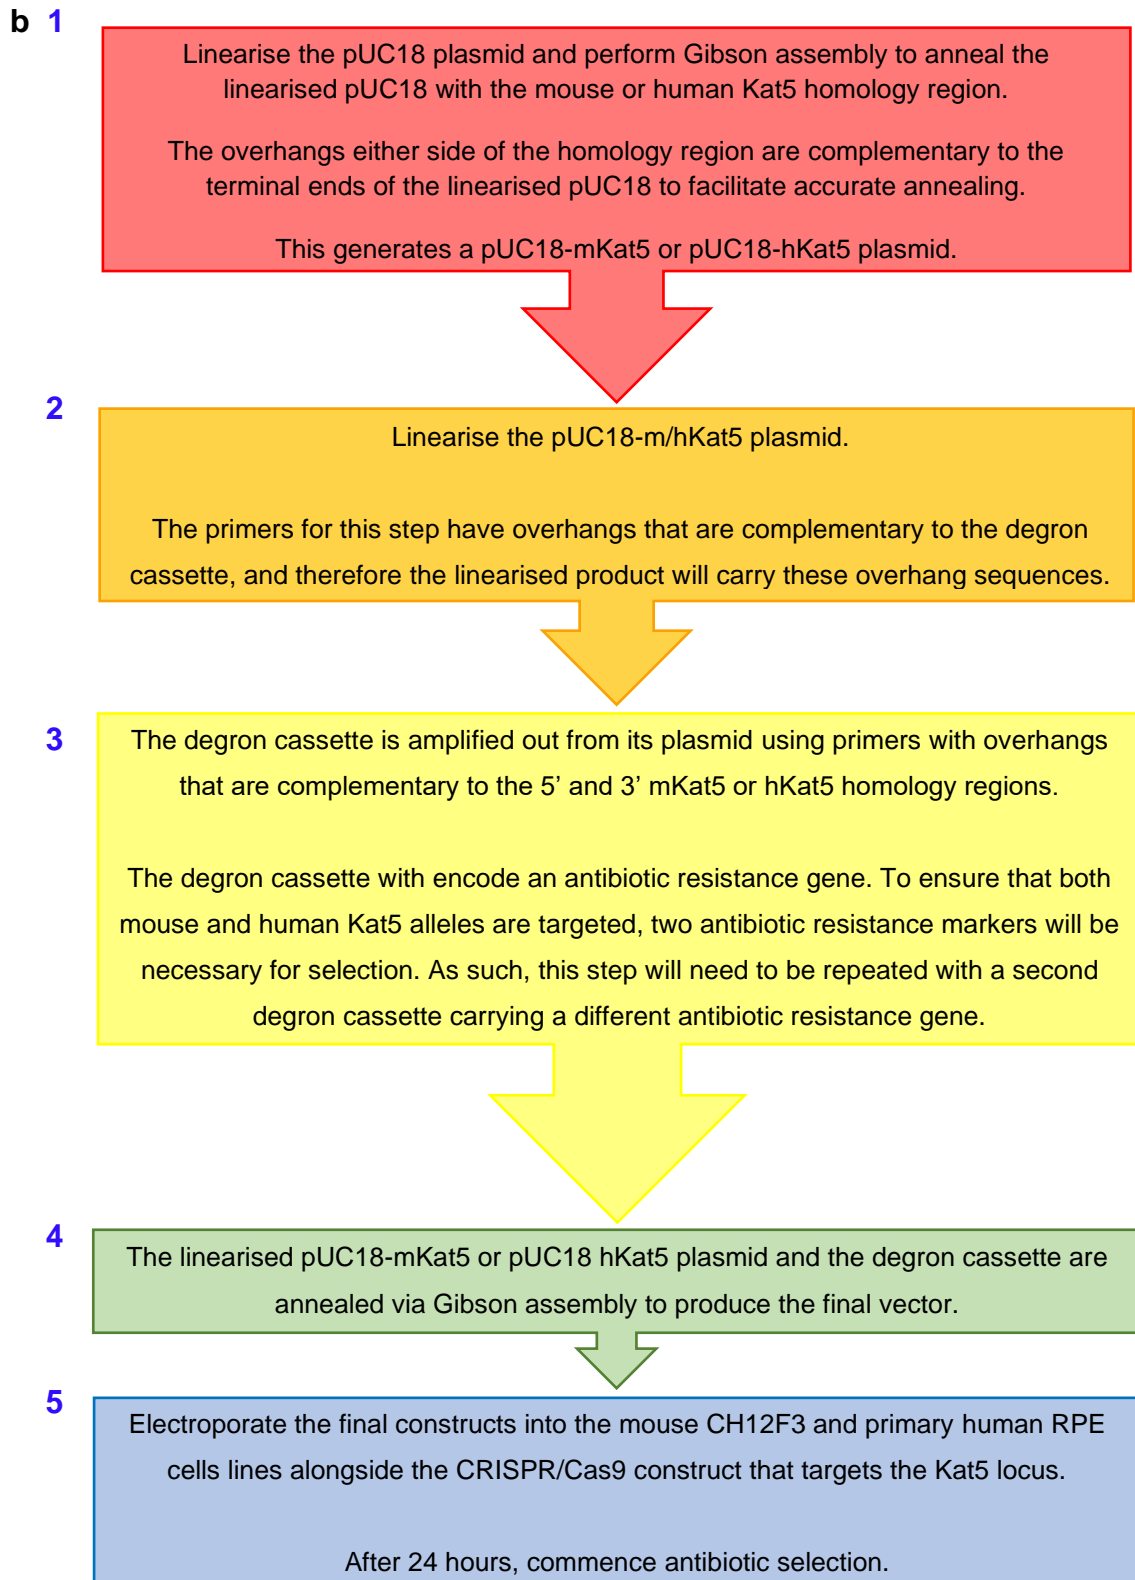 b 1
Linearise the pUC18 plasmid and perform Gibson assembly to anneal the
linearised pUC18 with the mouse or human Kat5 homology region.
The overhangs either side of the homology region are complementary to the
terminal ends of the linearised pUC18 to facilitate accurate annealing.
This generates a pUC18-mKat5 or pUC18-hKat5 plasmid.
2
Linearise the pUC18-m/hKat5 plasmid.
The primers for this step have overhangs that are complementary to the degron
cassette, and therefore the linearised product will carry these overhang sequences.
3
The degron cassette is amplified out from its plasmid using primers with overhangs
that are complementary to the 5’ and 3’ mKat5 or hKat5 homology regions.
The degron cassette with encode an antibiotic resistance gene. To ensure that both
mouse and human Kat5 alleles are targeted, two antibiotic resistance markers will be
necessary for selection. As such, this step will need to be repeated with a second
degron cassette carrying a different antibiotic resistance gene.
4
The linearised pUC18-mKat5 or pUC18 hKat5 plasmid and the degron cassette are
annealed via Gibson assembly to produce the final vector.
5
Electroporate the final constructs into the mouse CH12F3 and primary human RPE
cells lines alongside the CRISPR/Cas9 construct that targets the Kat5 locus.
After 24 hours, commence antibiotic selection.